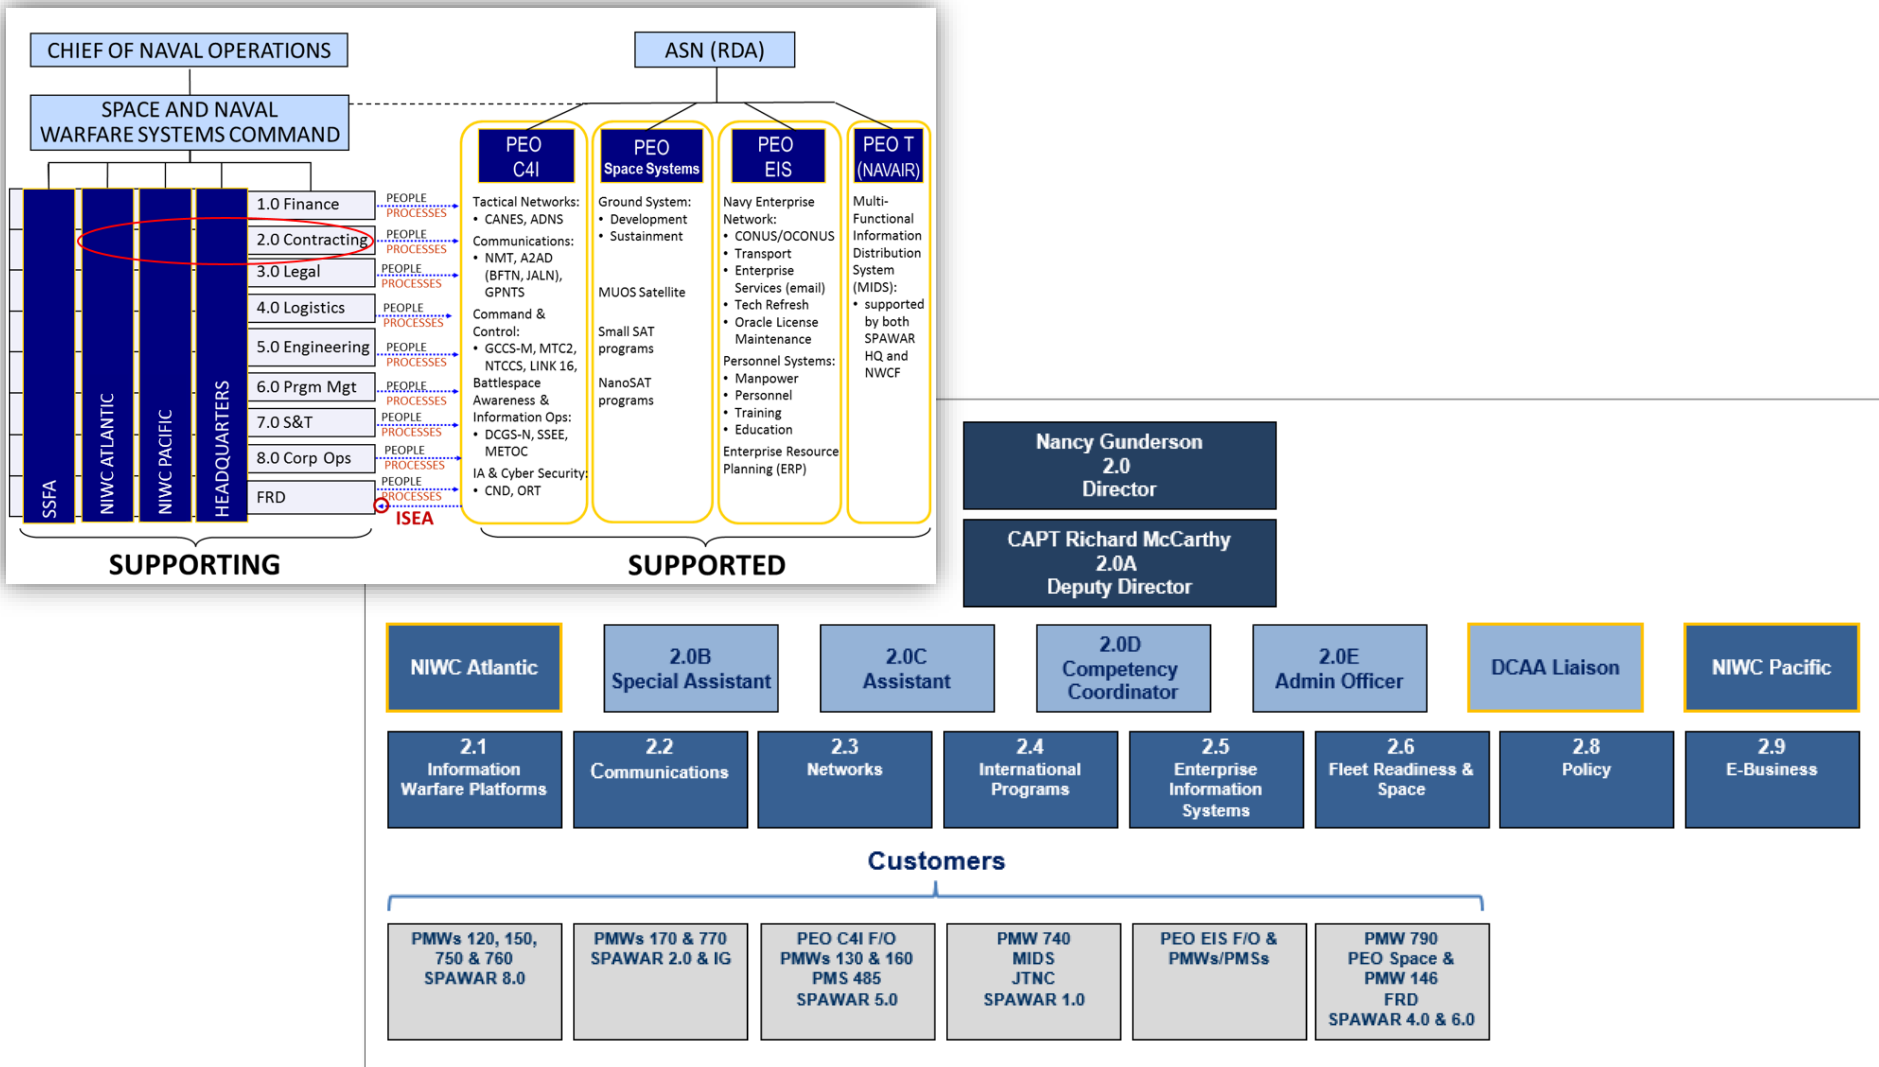 CHIEF OF NAVAL OPERATIONS
SPACE AND NAVAL
WARFARE SYSTEMS COMMAND
ASN (RDA)
SSFA
NIWC ATLANTIC
NIWC PACIFIC
HEADQUARTERS
1.0 Finance
PEOPLE
PROCESSES
2.0 Contracting
PEOPLE
PROCESSES
3.0 Legal
PEOPLE
PROCESSES
4.0 Logistics
PEOPLE
PROCESSES
5.0 Engineering
PEOPLE
PROCESSES
6.0 Prgm Mgt
PEOPLE
PROCESSES
7.0 S&T
PEOPLE
PROCESSES
8.0 Corp Ops
PEOPLE
PROCESSES
FRD
PEOPLE
PROCESSES
ISEA
SUPPORTING
PEO
C4I
Tactical Networks:
• CANES, ADNS
Communications:
• NMT, A2AD
(BFTN, JALN),
GPNTS
Command &
Control:
• GCCS-M, MTC2,
NTCCS, LINK 16,
Battlespace
Awareness &
Information Ops:
• DCGS-N, SSEE,
METOC
IA & Cyber Security:
• CND, ORT
PEO
Space Systems
Ground System:
• Development
• Sustainment
MUOS Satellite
Small SAT
programs
NanoSAT
programs
PEO
EIS
Navy Enterprise
Network:
• CONUS/OCONUS
• Transport
• Enterprise
Services (email)
• Tech Refresh
• Oracle License
Maintenance
Personnel Systems:
• Manpower
• Personnel
• Training
• Education
Enterprise Resource
Planning (ERP)
PEO T
(NAVAIR)
Multi-
Functional
Information
Distribution
System
(MIDS):
• supported
by both
SPAWAR
HQ and
NWCF
SUPPORTED
Nancy Gunderson
2.0
Director
CAPT Richard McCarthy
2.0A
Deputy Director
NIWC Atlantic
2.0B
Special Assistant
2.0C
Assistant
2.0D
Competency
Coordinator
2.0E
Admin Officer
DCAA Liaison
NIWC Pacific
2.1
Information
Warfare Platforms
2.2
Communications
2.3
Networks
2.4
International
Programs
2.5
Enterprise
Information
Systems
2.6
Fleet Readiness &
Space
2.8
Policy
2.9
E-Business
Customers
PMWs 120, 150,
750 & 760
SPAWAR 8.0
PMWs 170 & 770
SPAWAR 2.0 & IG
PEO C4I F/O
PMWs 130 & 160
PMS 485
SPAWAR 5.0
PMW 740
MIDS
JTNC
SPAWAR 1.0
PEO EIS F/O &
PMWs/PMSs
PMW 790
PEO Space &
PMW 146
FRD
SPAWAR 4.0 & 6.0